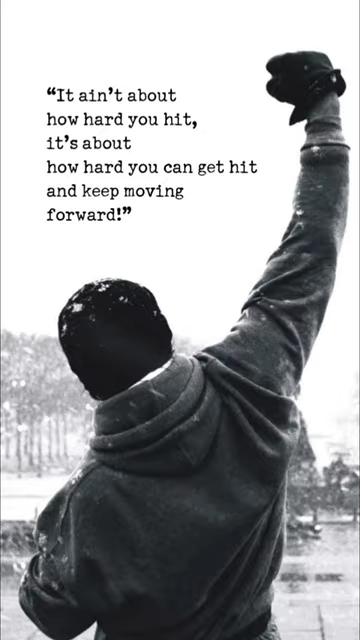 “It ain’t about
how hard you hit,
it’s about
how hard you can get hit
and keep moving
forward!”